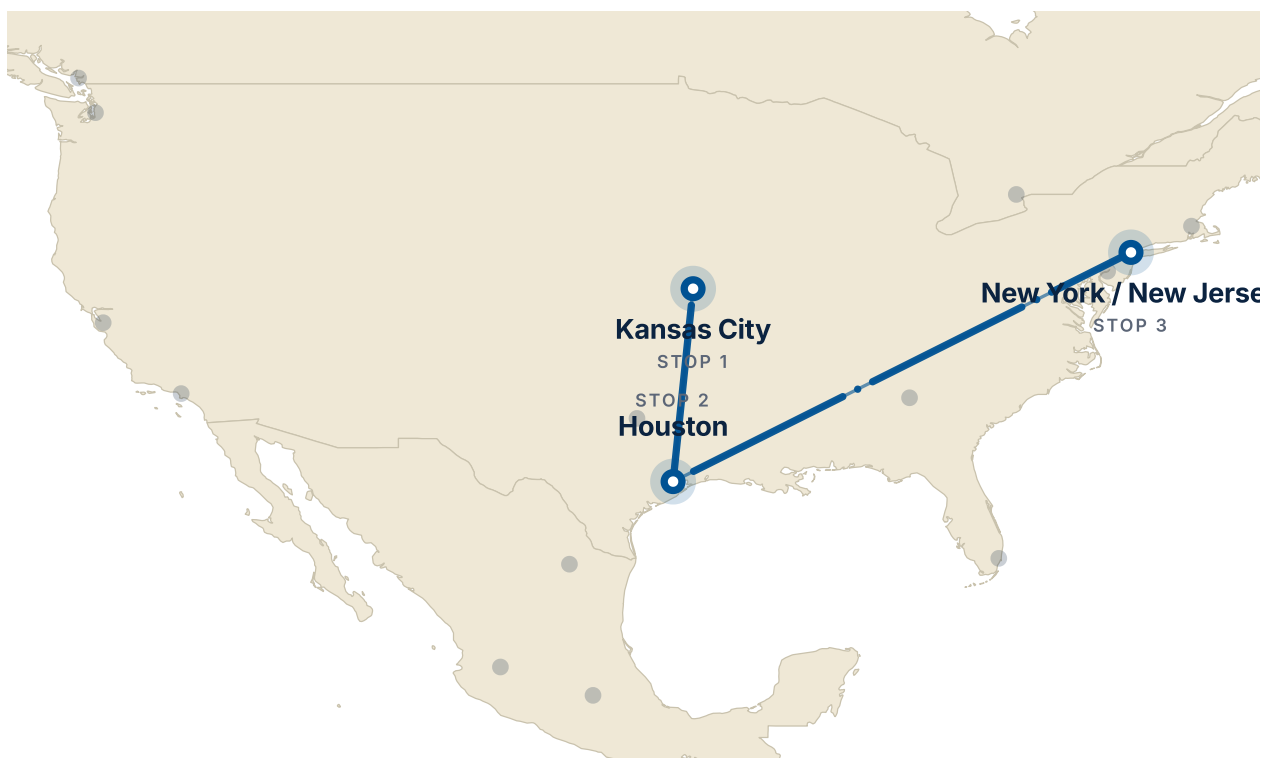 Kansas City
STOP 1
STOP 2
Houston
New York / New Jerse
STOP 3